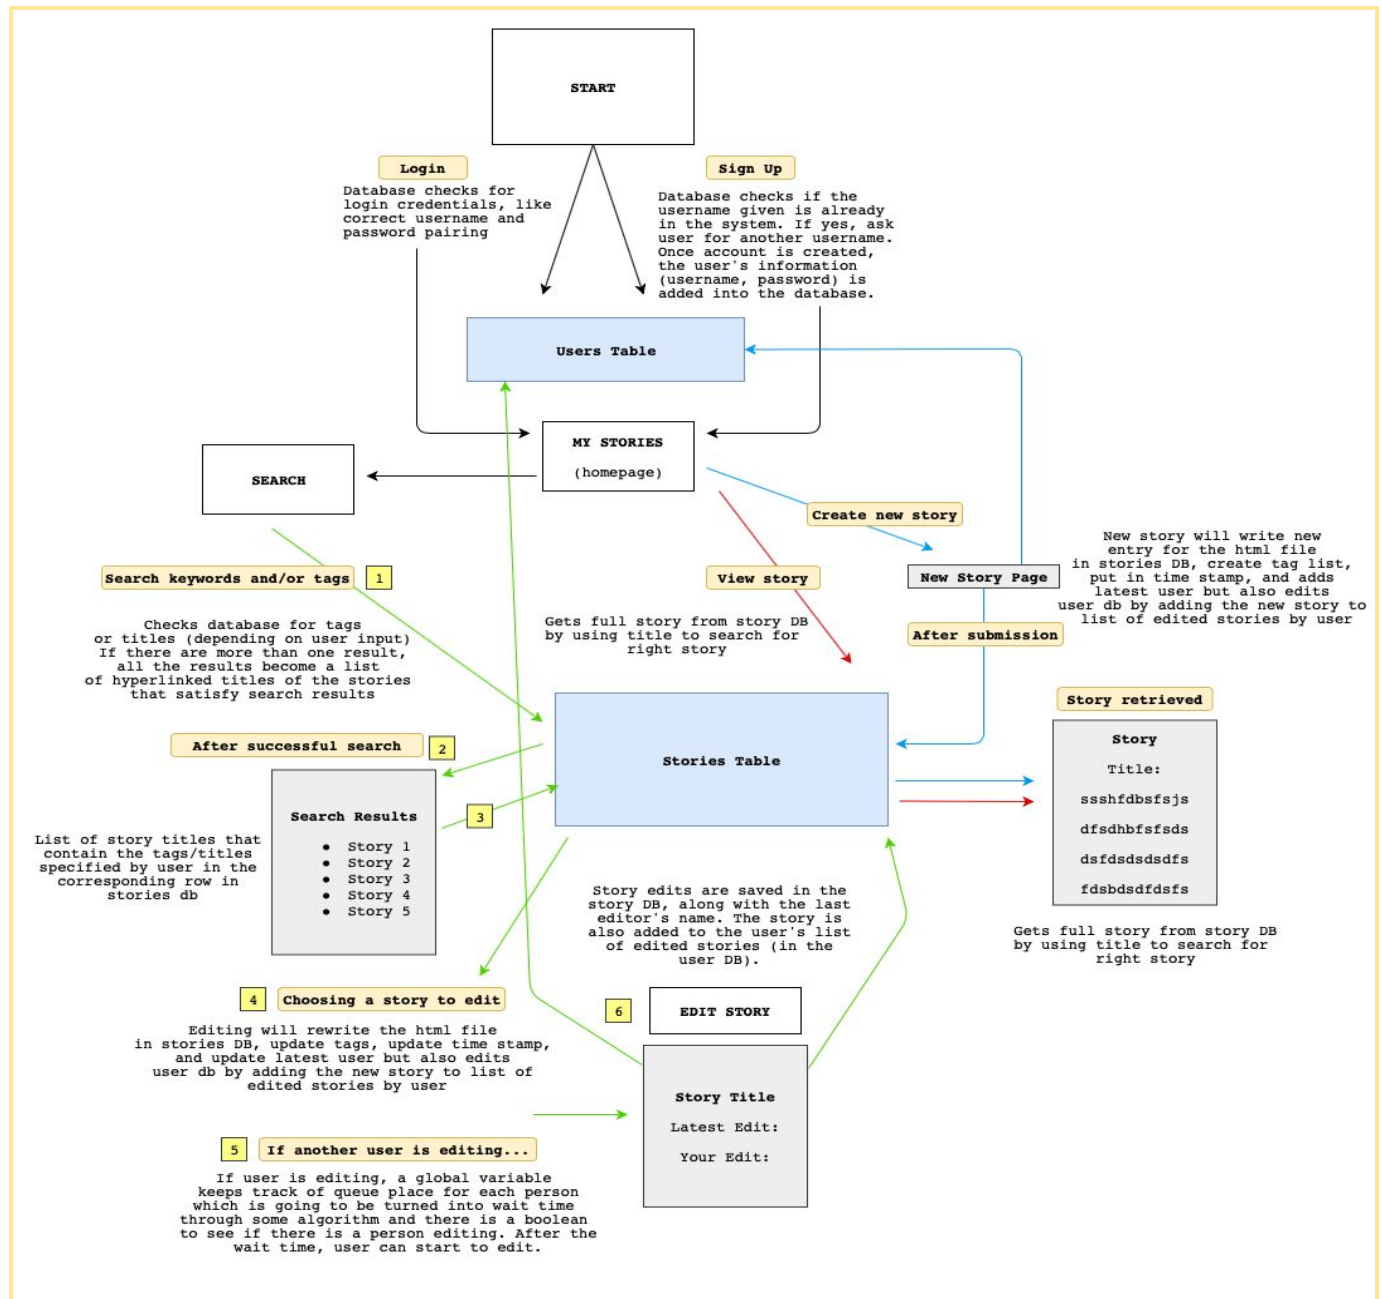 START
Login
Database checks for
login credentials, like
correct username and
password pairing
Sign Up
Database checks if the
username given is already
in the system. If yes, ask
user for another username.
Once account is created,
the user's information
(username, password) is
added into the database.
Users Table
MY STORIES
(homepage)
SEARCH
Create new story
New story will write new
entry for the html file
in stories DB, create tag list,
put in time stamp, and adds
latest user but also edits
user db by adding the new story to
list of edited stories by user
Search keywords and/or tags
1
View story
New Story Page
Checks database for tags
or titles (depending on user input)
If there are more than one result,
all the results become a list
of hyperlinked titles of the stories
that satisfy search results
Gets full story from story DB
by using title to search for
right story
After submission
Story retrieved
After successful search
2
Stories Table
Story
Title:
ssshfdbsfsjs
dfsdhbfsfsds
dsfdsdsdsdfs
fdsbdsdfdsfs
Search Results
3
Story 1
Story 2
Story 3
Story 4
Story 5
List of story titles that
contain the tags/titles
specified by user in the
corresponding row in
stories db
Story edits are saved in the
story DB, along with the last
editor's name. The story is
also added to the user's list
of edited stories (in the
user DB).
Gets full story from story DB
by using title to search for
right story
4
Choosing a story to edit
Editing will rewrite the html file
in stories DB, update tags, update time stamp,
and update latest user but also edits
user db by adding the new story to list of
edited stories by user
6
EDIT STORY
Story Title
Latest Edit:
Your Edit:
5
If another user is editing...
If user is editing, a global variable
keeps track of queue place for each person
which is going to be turned into wait time
through some algorithm and there is a boolean
to see if there is a person editing. After the
wait time, user can start to edit.